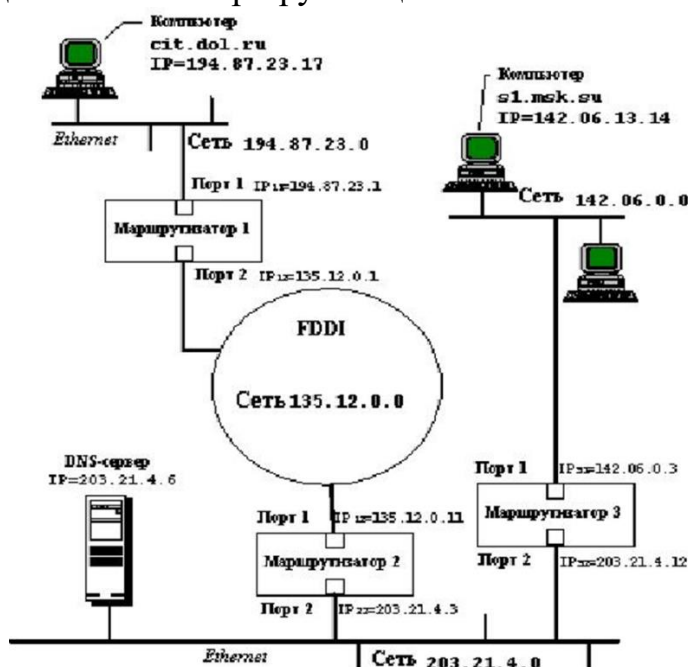 Компьютер
cit.dol.ru
IP=194.87.23.17
Компьютер
s1.msk.su
IP=142.06.13.14
Ethernet
Сеть 194.87.23.0
Порт 1 IP₁₁=194.87.23.1
Сеть 142.06.0.0
Маршрутизатор 1
Порт 2 IP₁₂=135.12.0.1
FDDI
Сеть 135.12.0.0
DNS-сервер
IP=203.21.4.6
Порт 1 =142.06.0.3
Порт 1 =135.12.0.11
Маршрутизатор 3
Маршрутизатор 2
Порт 2 =203.21.4.12
Порт 2 =203.21.4.3
Ethernet
Сеть 203.21.4.0